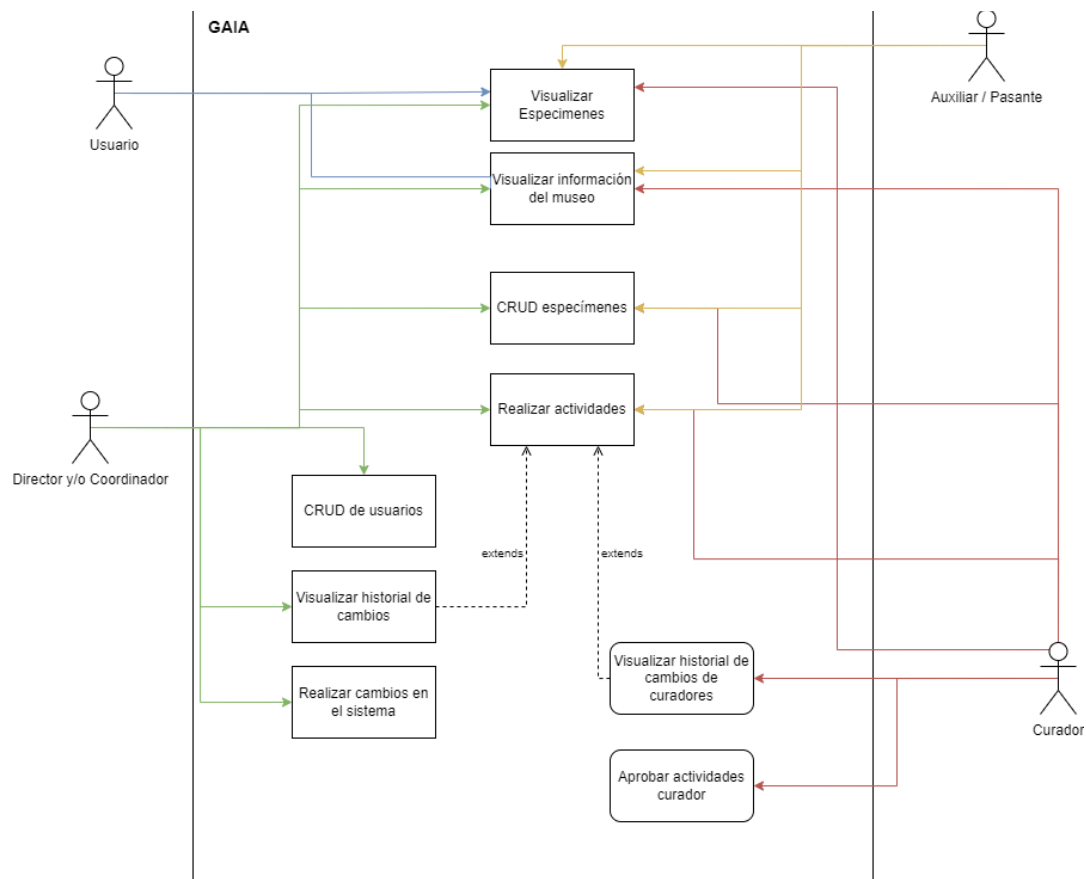 GAIA
Usuario
Auxiliar / Pasante
Visualizar
Especimenes
Visualizar información
del museo
CRUD especímenes
Realizar actividades
Director y/o Coordinador
CRUD de usuarios
extends
extends
Visualizar historial de
cambios
Visualizar historial de
cambios de
curadores
Realizar cambios en
el sistema
Curador
Aprobar actividades
curador